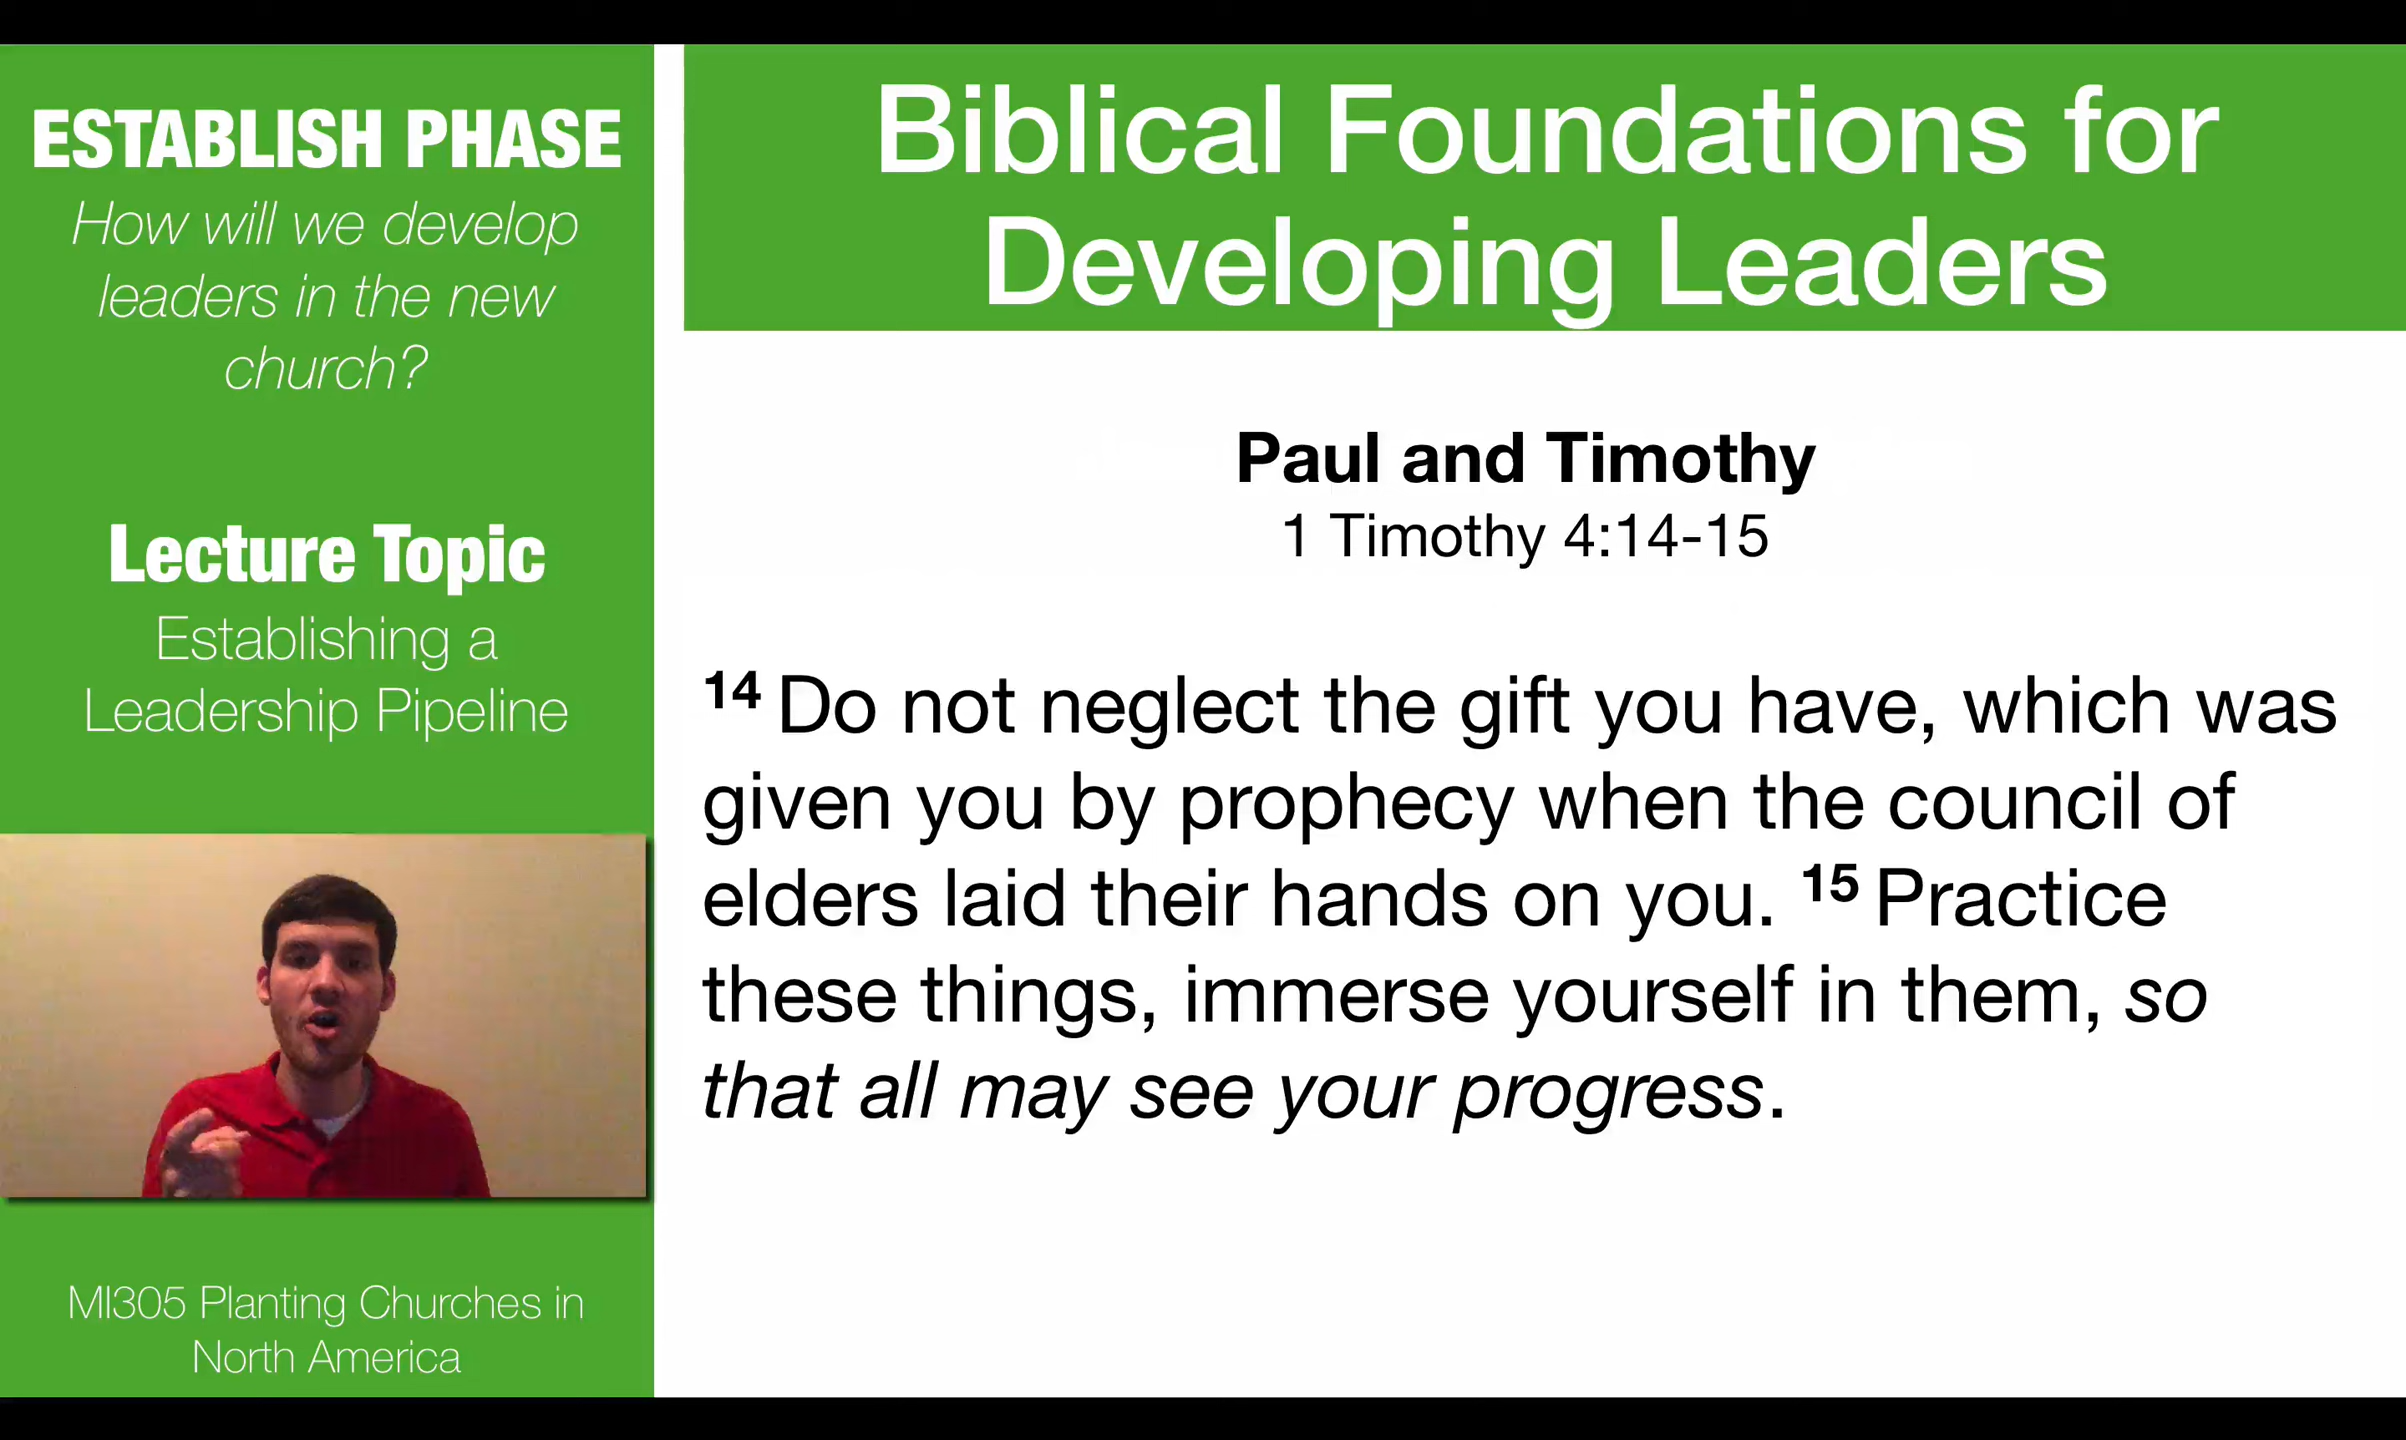 ESTABLISH PHASE
How will we develop
leaders in the new
church?
Lecture Topic
Establishing a
Leadership Pipeline
MI305 Planting Churches in
North America
Biblical Foundations for
Developing Leaders
Paul and Timothy
1 Timothy 4:14-15
14 Do not neglect the gift you have, which was
given you by prophecy when the council of
elders laid their hands on you. 15 Practice
these things, immerse yourself in them, so
that all may see your progress.